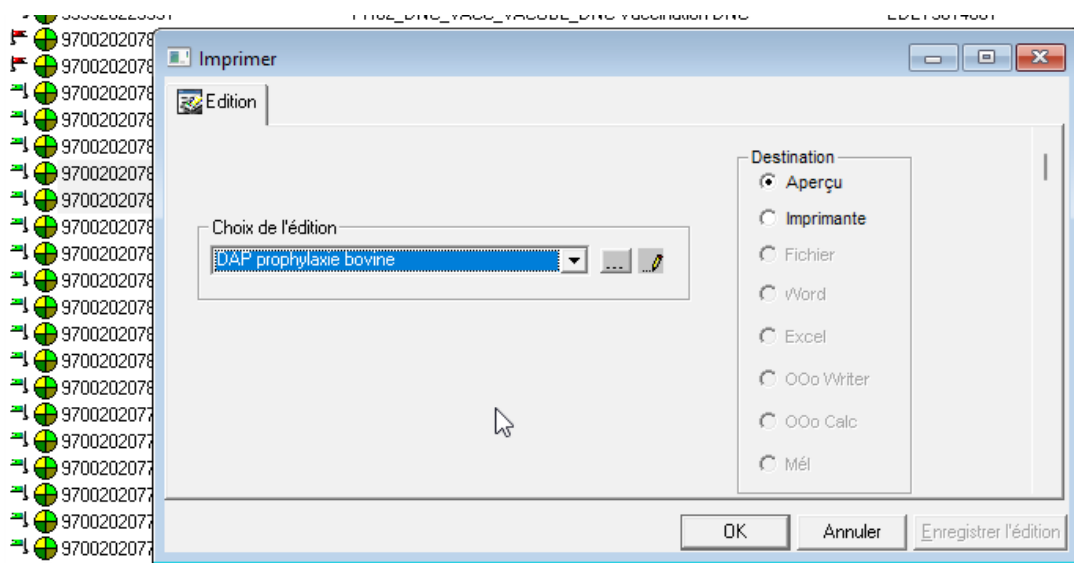 9700202078
Imprimer
9700202078
9700202078
Edition
9700202078
9700202078
Destination
9700202078
Aperçu
9700202078
Imprimante
9700202078
Choix de l'édition
9700202078
DAP prophylaxie bovine
...
Fichier
9700202078
Word
9700202078
Excel
9700202078
9700202078
OOo Writer
9700202077
OOo Calc
9700202077
9700202077
Mél
9700202077
9700202077
OK
Annuler
Enregistrer l'édition
9700202077